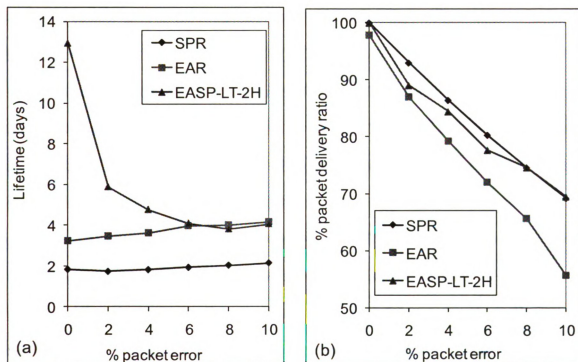 14
12
10
8
6
4
2
0
Lifetime (days)
SPR
EAR
EASP-LT-2H
0 2 4 6 8 10
% packet error
(a)
100
90
80
70
60
50
% packet delivery ratio
SPR
EAR
EASP-LT-2H
0 2 4 6 8 10
% packet error
(b)